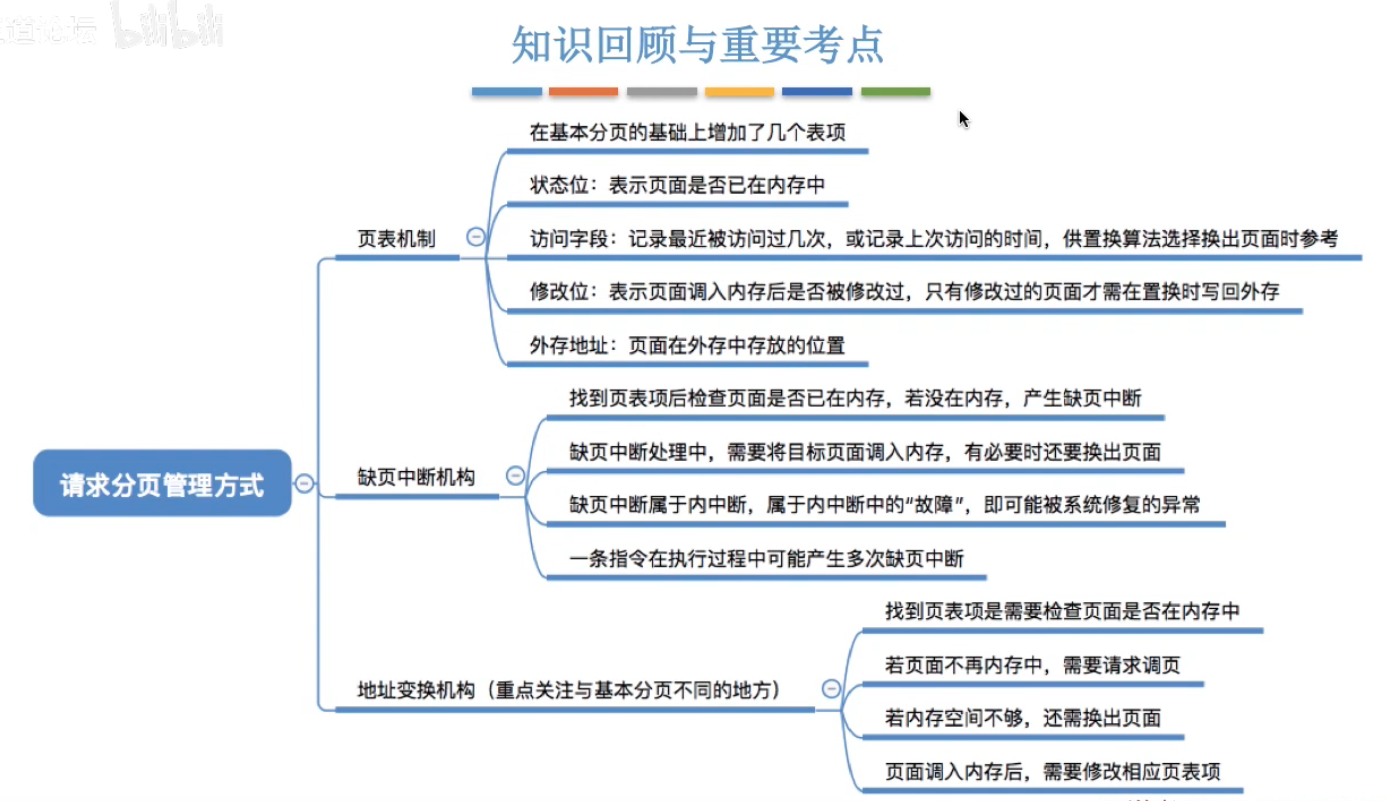 道论坛 bilibili
知识回顾与重要考点
在基本分页的基础上增加了几个表项
状态位：表示页面是否已在内存中
页表机制
访问字段：记录最近被访问过几次，或记录上次访问的时间，供置换算法选择换出页面时参考
修改位：表示页面调入内存后是否被修改过，只有修改过的页面才需在置换时写回外存
外存地址：页面在外存中存放的位置
请求分页管理方式
找到页表项后检查页面是否已在内存，若没在内存，产生缺页中断
缺页中断机构
缺页中断处理中，需要将目标页面调入内存，有必要时还要换出页面
缺页中断属于内中断，属于内中断中的“故障”，即可能被系统修复的异常
一条指令在执行过程中可能产生多次缺页中断
找到页表项是需要检查页面是否在内存中
地址变换机构（重点关注与基本分页不同的地方）
若页面不再内存中，需要请求调页
若内存空间不够，还需换出页面
页面调入内存后，需要修改相应页表项